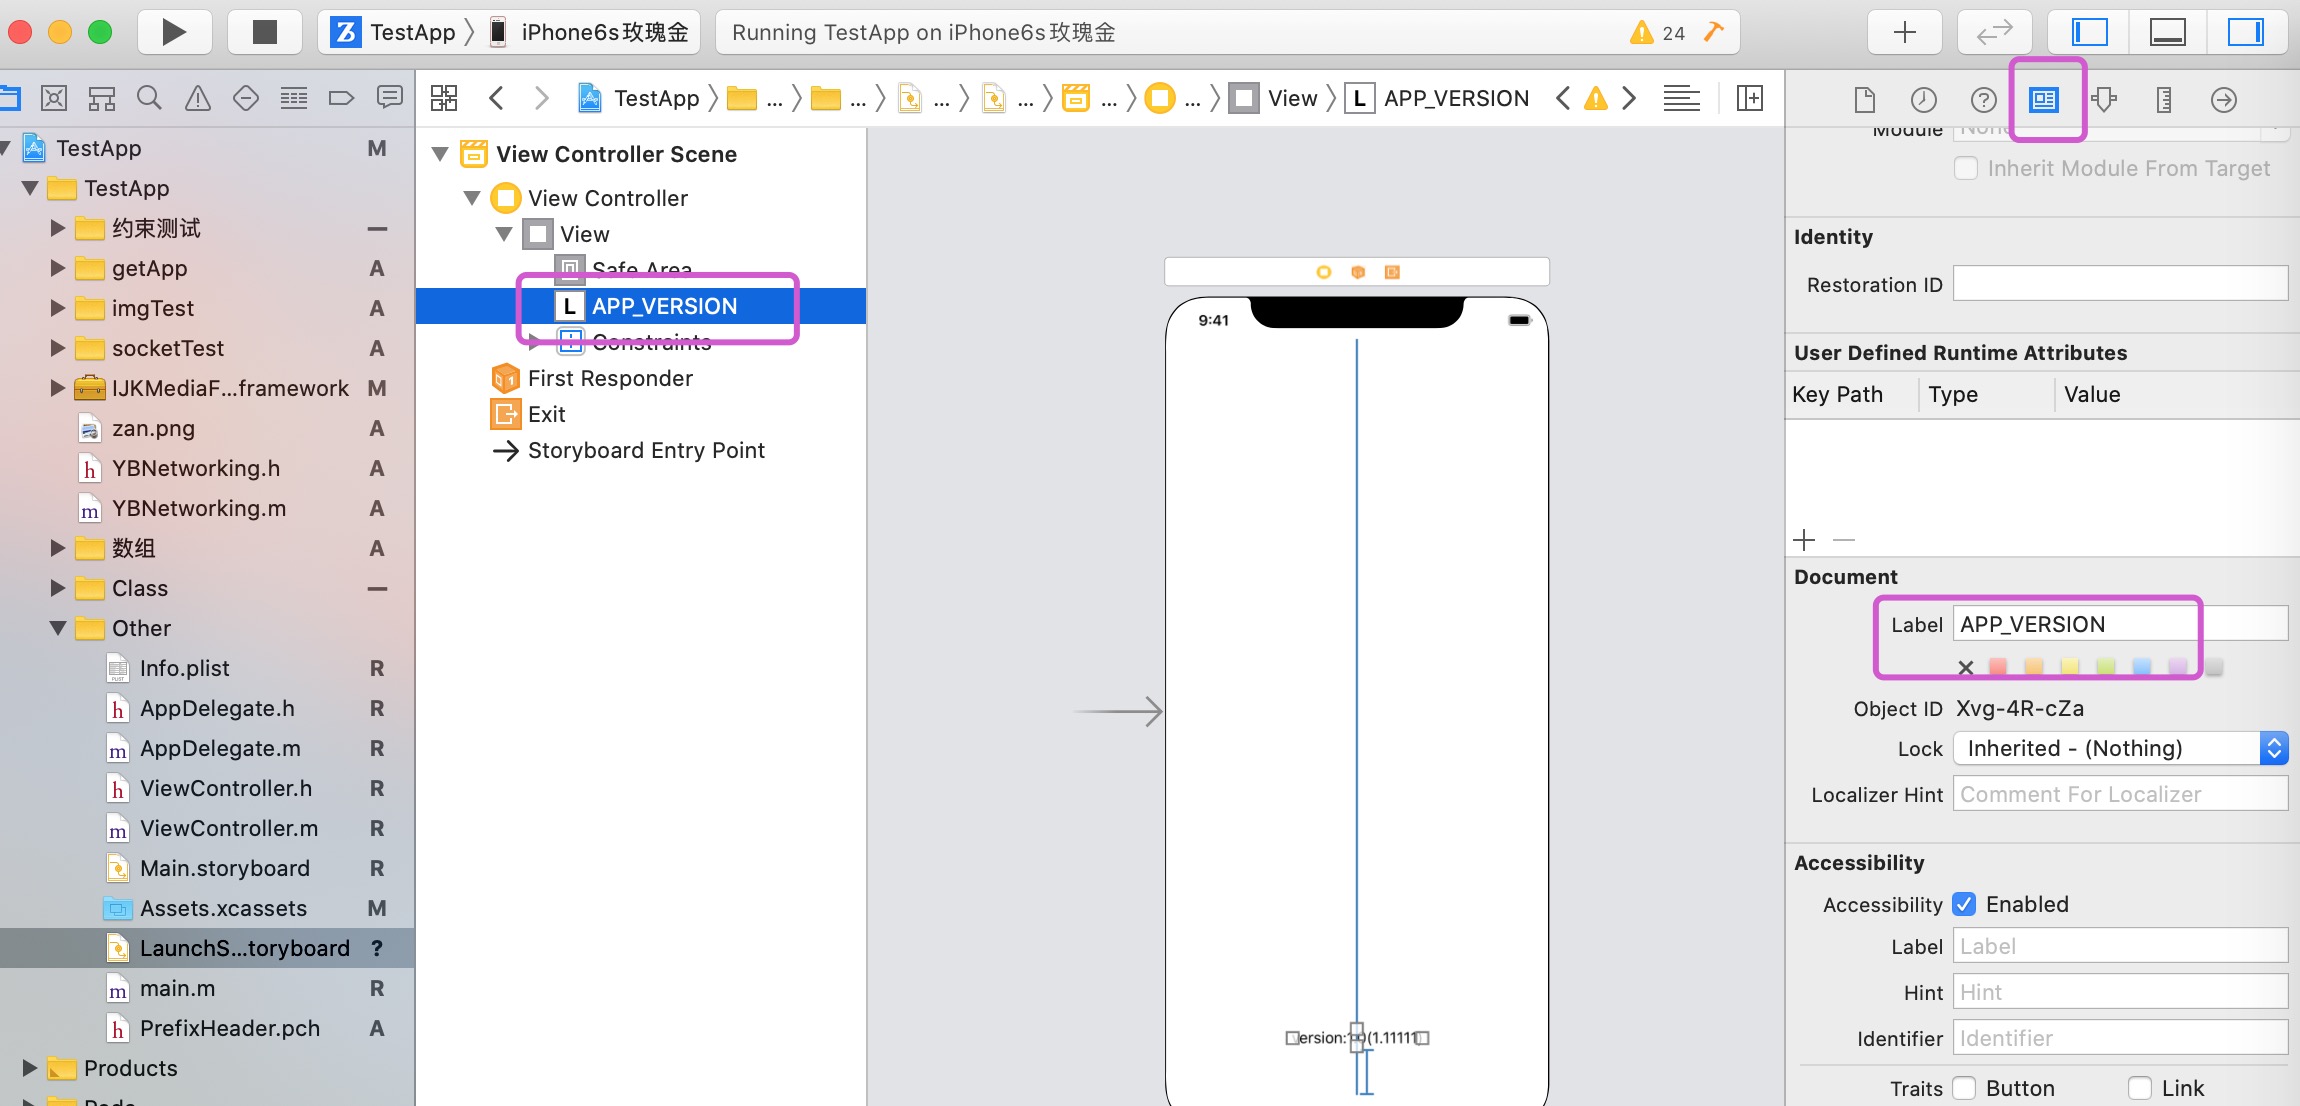 TestApp 〉 iPhone6s玫瑰金
Running TestApp on iPhone6s玫瑰金
24
TestApp 〉 ... 〉 ... 〉 ... 〉 ... 〉 ... 〉 ... 〉 View 〉 L APP_VERSION
TestApp M
TestApp
约束测试 —
getApp A
imgTest A
socketTest A
IJKMediaF...framework M
zan.png A
YBNetworking.h A
YBNetworking.m A
数组 A
Class —
Other
Info.plist R
AppDelegate.h R
AppDelegate.m R
ViewController.h R
ViewController.m R
Main.storyboard R
Assets.xcassets M
LaunchS...toryboard ?
main.m R
PrefixHeader.pch A
Products
Pods
View Controller Scene
View Controller
View
Safe Area
L APP_VERSION
Constraints
First Responder
Exit
Storyboard Entry Point
9:41
ersion:1.0(1.11111)
Module None
Inherit Module From Target
Identity
Restoration ID
User Defined Runtime Attributes
Key Path Type Value
Document
Label APP_VERSION
Object ID Xvg-4R-cZa
Lock Inherited - (Nothing)
Localizer Hint Comment For Localizer
Accessibility
Accessibility Enabled
Label Label
Hint Hint
Identifier Identifier
Traits Button Link